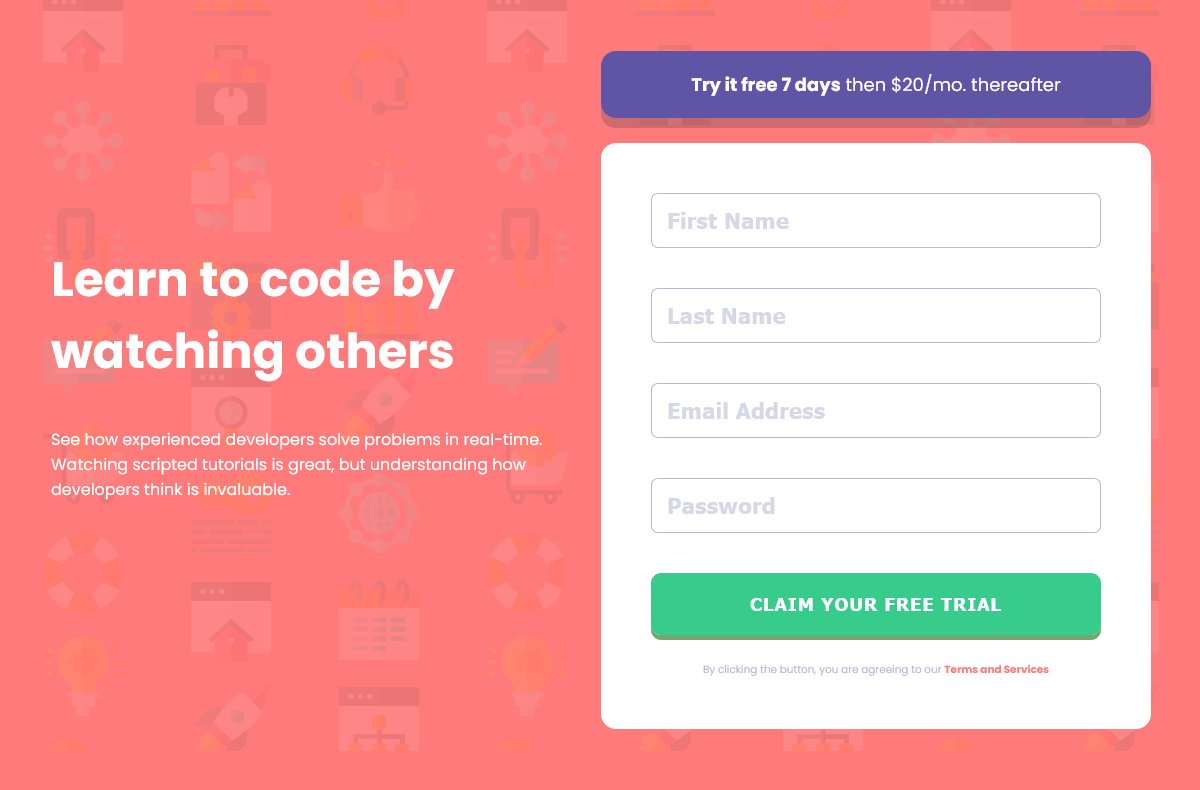 Learn to code by
watching others
See how experienced developers solve problems in real-time.
Watching scripted tutorials is great, but understanding how
developers think is invaluable.
Try it free 7 days then $20/mo. thereafter
First Name
Last Name
Email Address
Password
CLAIM YOUR FREE TRIAL
By clicking the button, you are agreeing to our Terms and Services